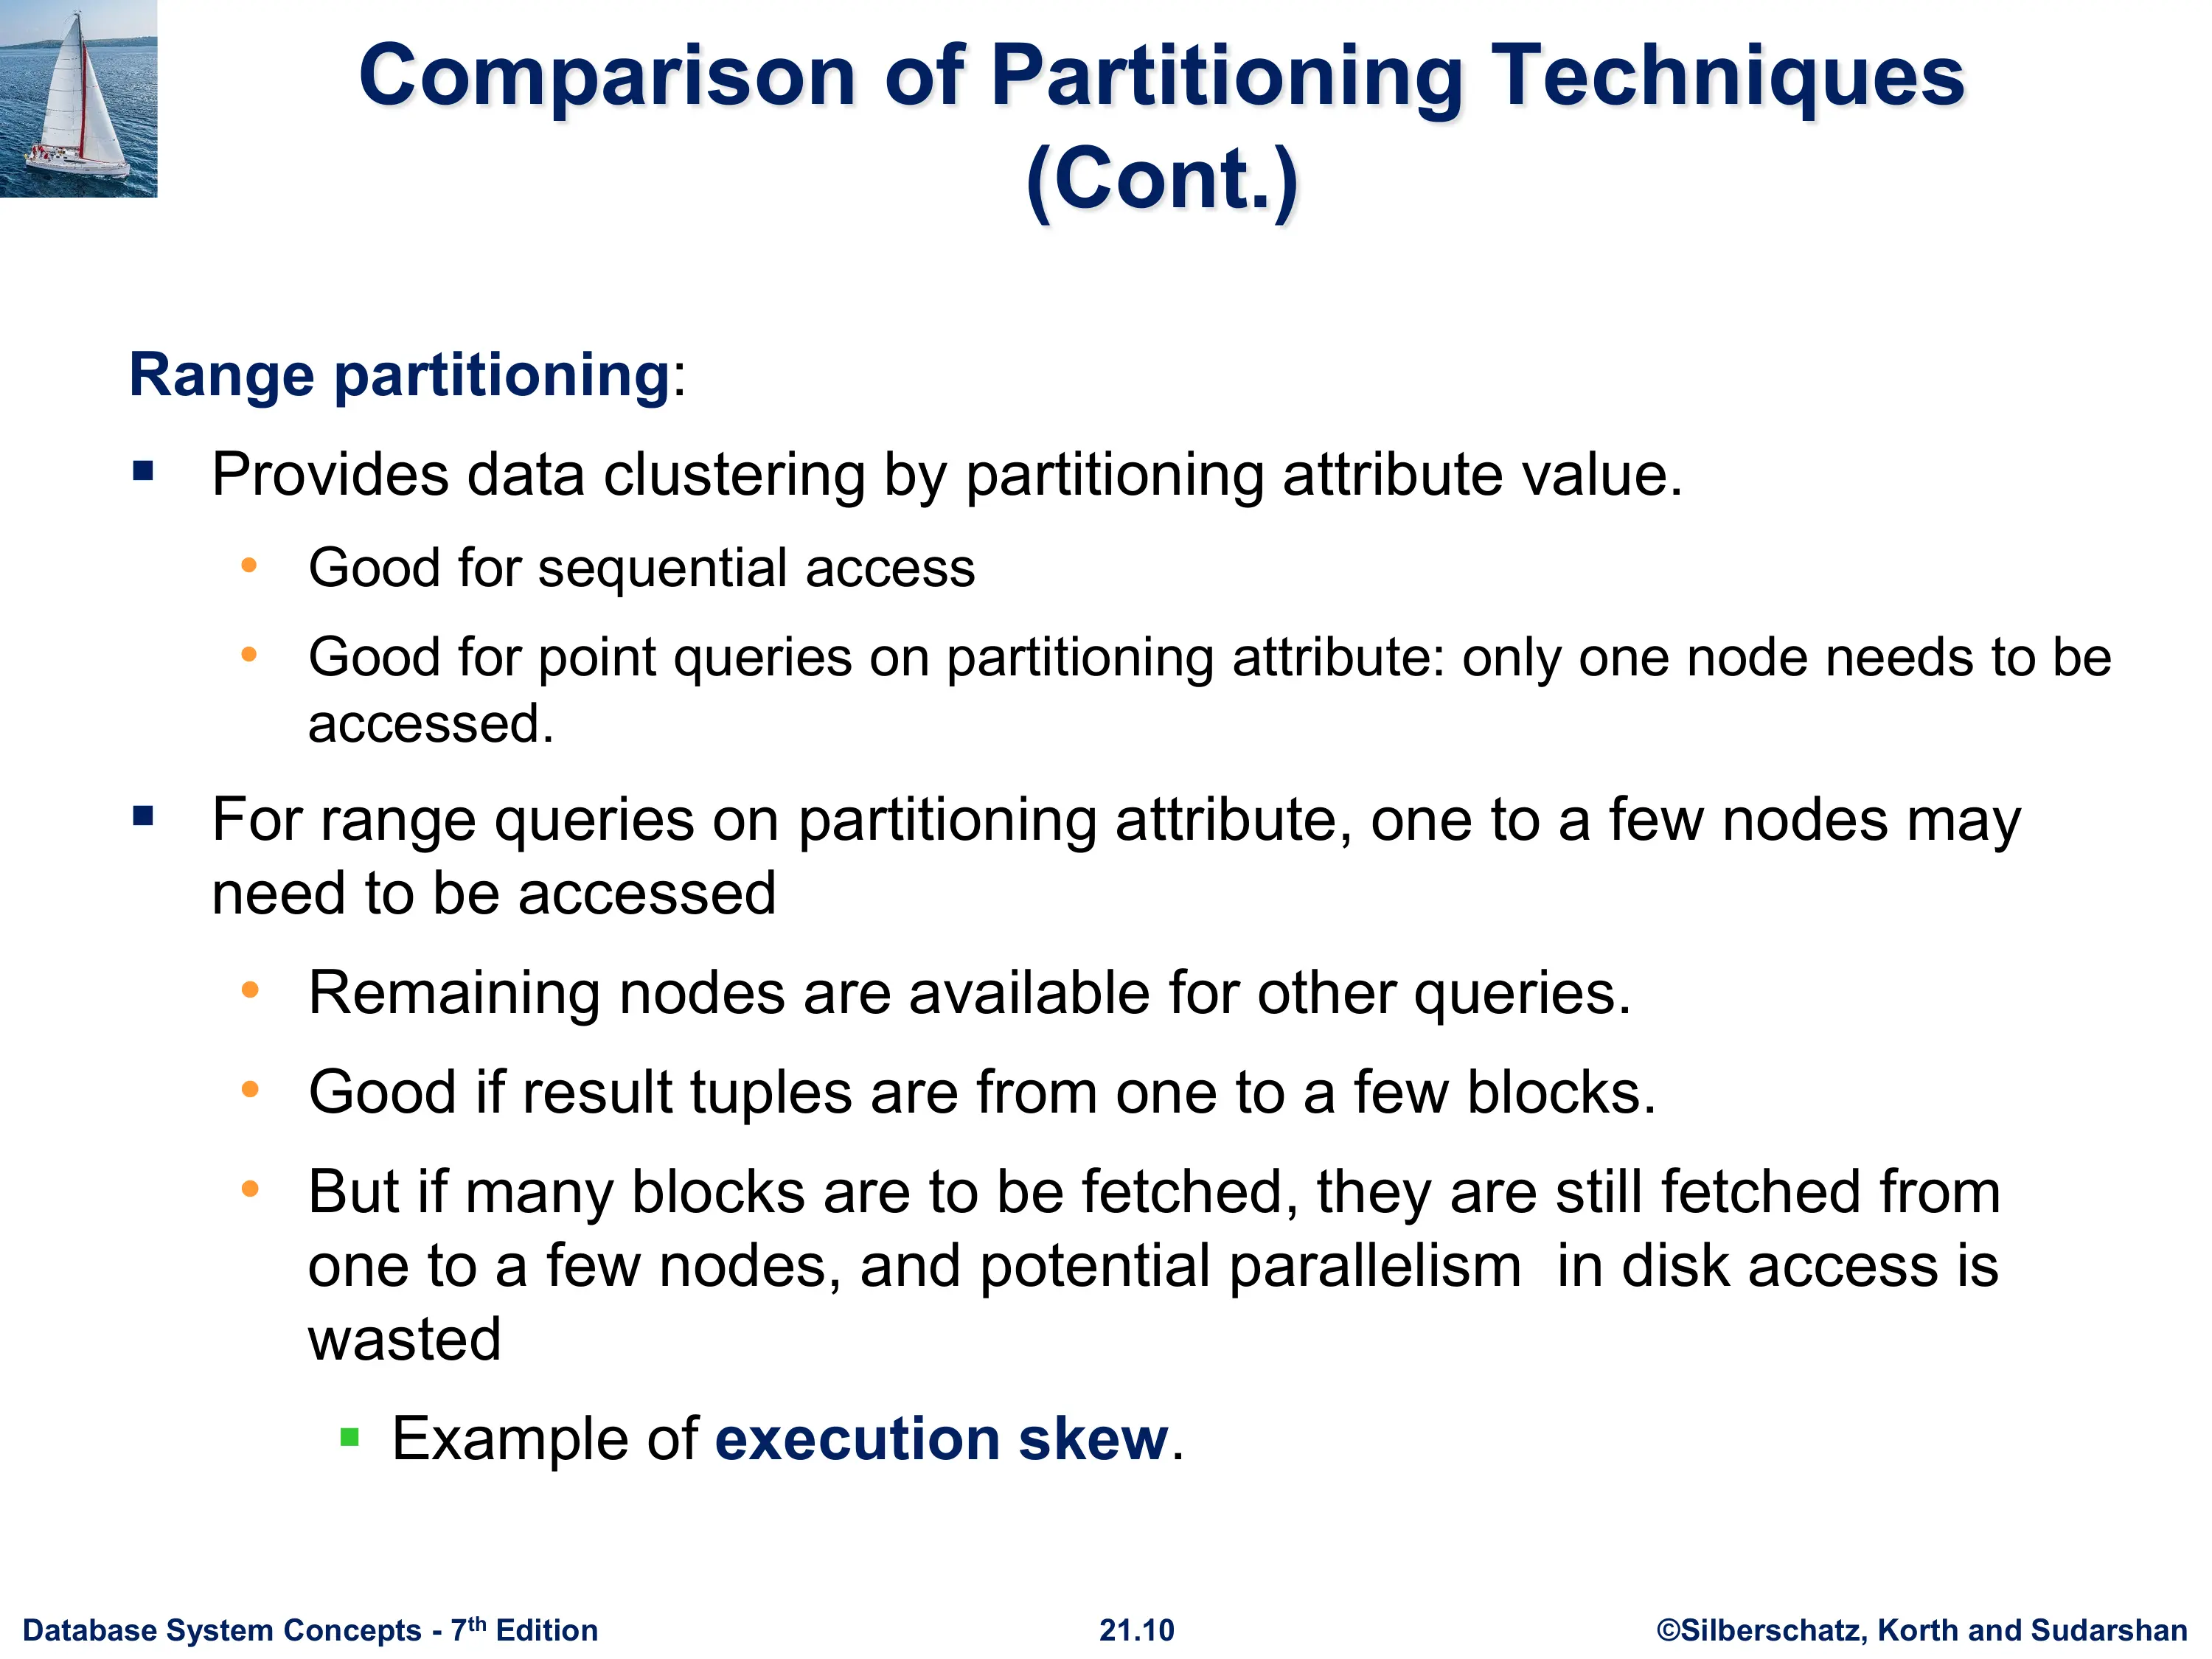 Comparison of Partitioning Techniques
(Cont.)
Range partitioning:
▪ Provides data clustering by partitioning attribute value.
• Good for sequential access
• Good for point queries on partitioning attribute: only one node needs to be
accessed.
▪ For range queries on partitioning attribute, one to a few nodes may
need to be accessed
• Remaining nodes are available for other queries.
• Good if result tuples are from one to a few blocks.
• But if many blocks are to be fetched, they are still fetched from
one to a few nodes, and potential parallelism  in disk access is
wasted
▪ Example of execution skew.
Database System Concepts - 7th Edition
21.10
©Silberschatz, Korth and Sudarshan